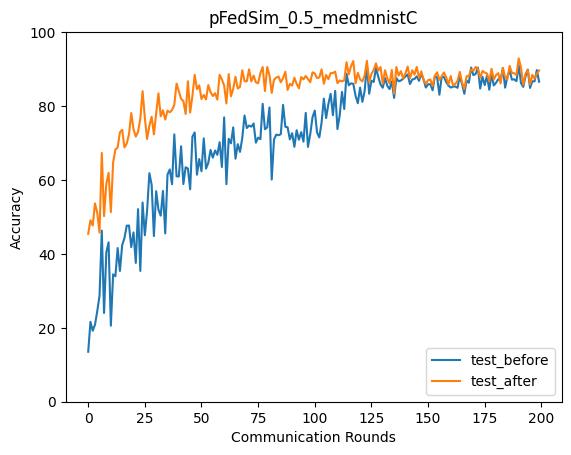 pFedSim_0.5_medmnistC
Accuracy
100
80
60
40
20
0
0 25 50 75 100 125 150 175 200
Communication Rounds
test_before
test_after